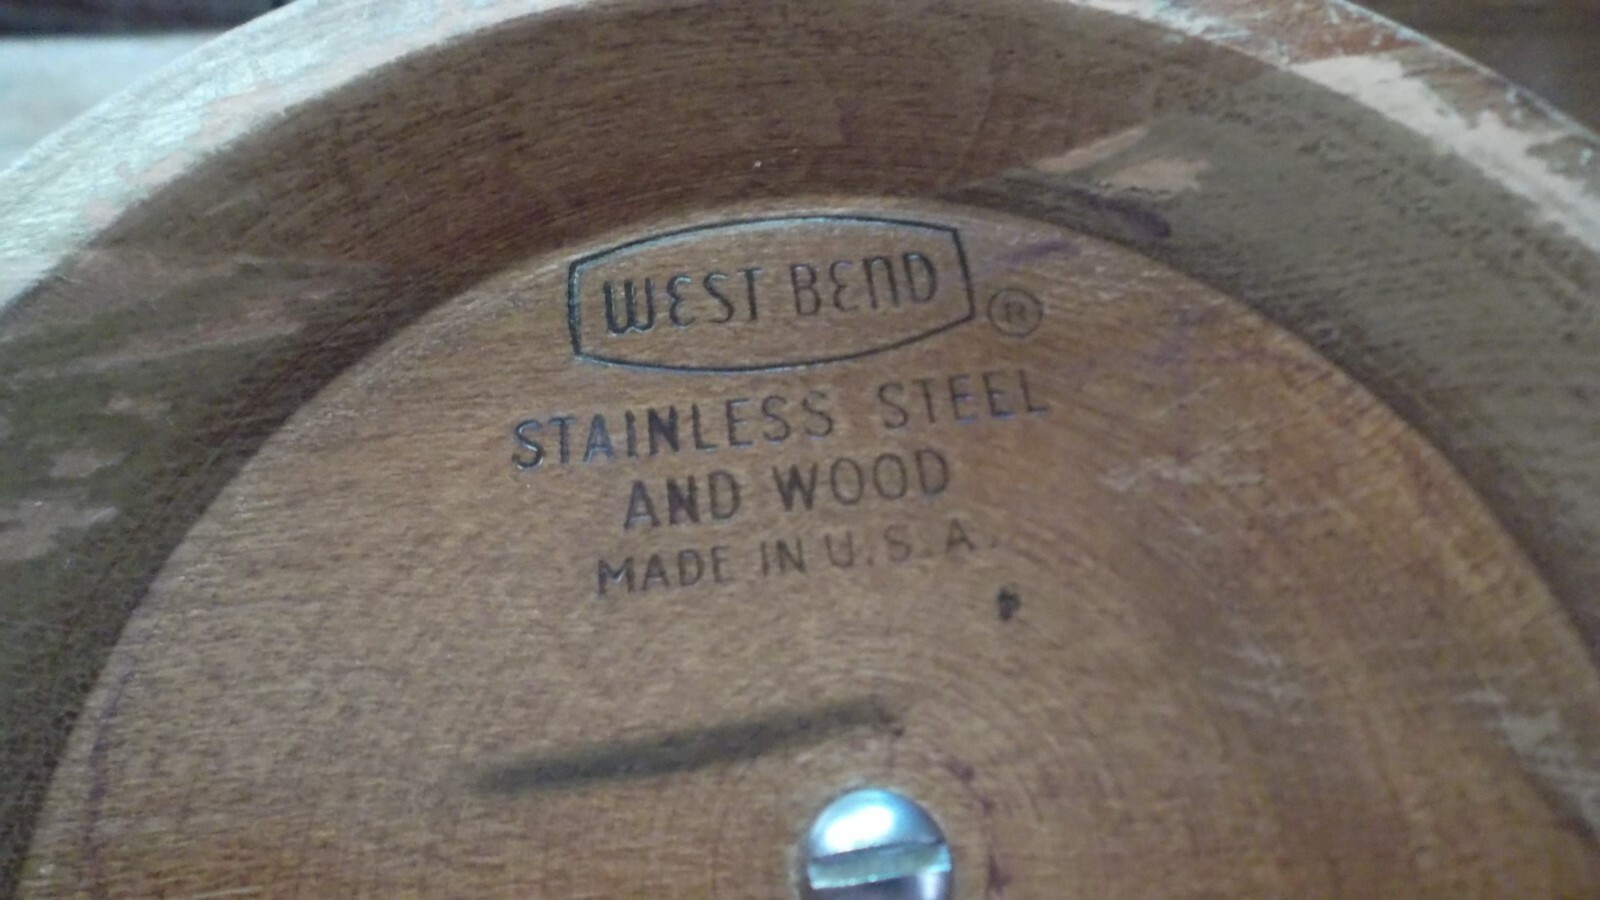 WEST BEND ®
STAINLESS STEEL
AND WOOD
MADE IN U.S.A.